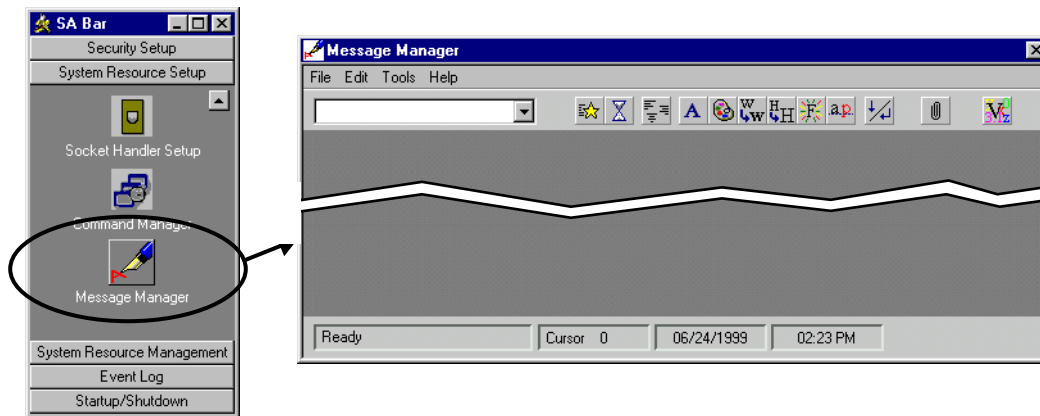 SA Bar
Security Setup
System Resource Setup
Socket Handler Setup
Command Manager
Message Manager
System Resource Management
Event Log
Startup/Shutdown
Message Manager
File Edit Tools Help
A W W H H F a.p.
Ready Cursor 0 06/24/1999 02:23 PM